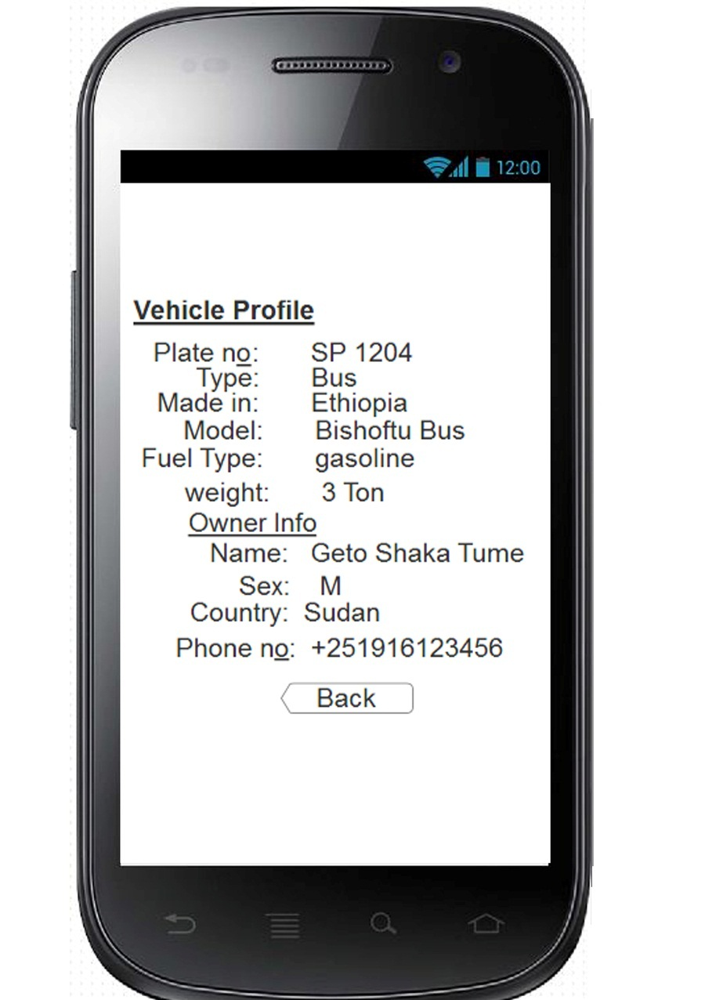 12:00
Vehicle Profile
Plate no: SP 1204
Type: Bus
Made in: Ethiopia
Model: Bishoftu Bus
Fuel Type: gasoline
weight: 3 Ton
Owner Info
Name: Geto Shaka Tume
Sex: M
Country: Sudan
Phone no: +251916123456
Back